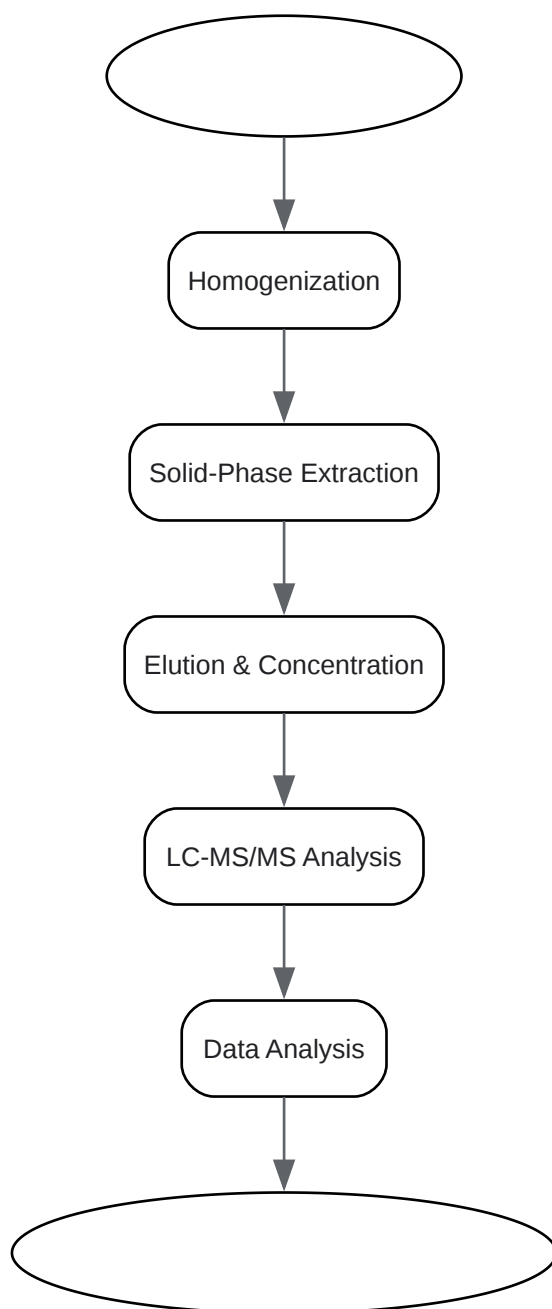 Homogenization
Solid-Phase Extraction
Elution & Concentration
LC-MS/MS Analysis
Data Analysis